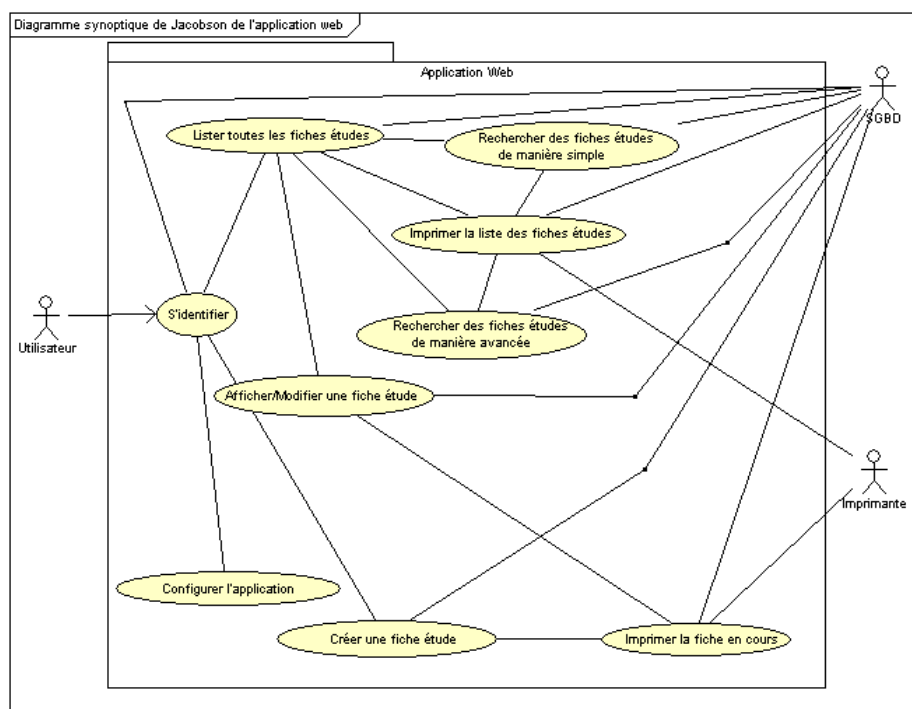 Diagramme synoptique de Jacobson de l'application web
Application Web
SGBD
Lister toutes les fiches études
Rechercher des fiches études
de manière simple
Imprimer la liste des fiches études
S'identifier
Utilisateur
Rechercher des fiches études
de manière avancée
Afficher/Modifier une fiche étude
Imprimante
Configurer l'application
Créer une fiche étude
Imprimer la fiche en cours